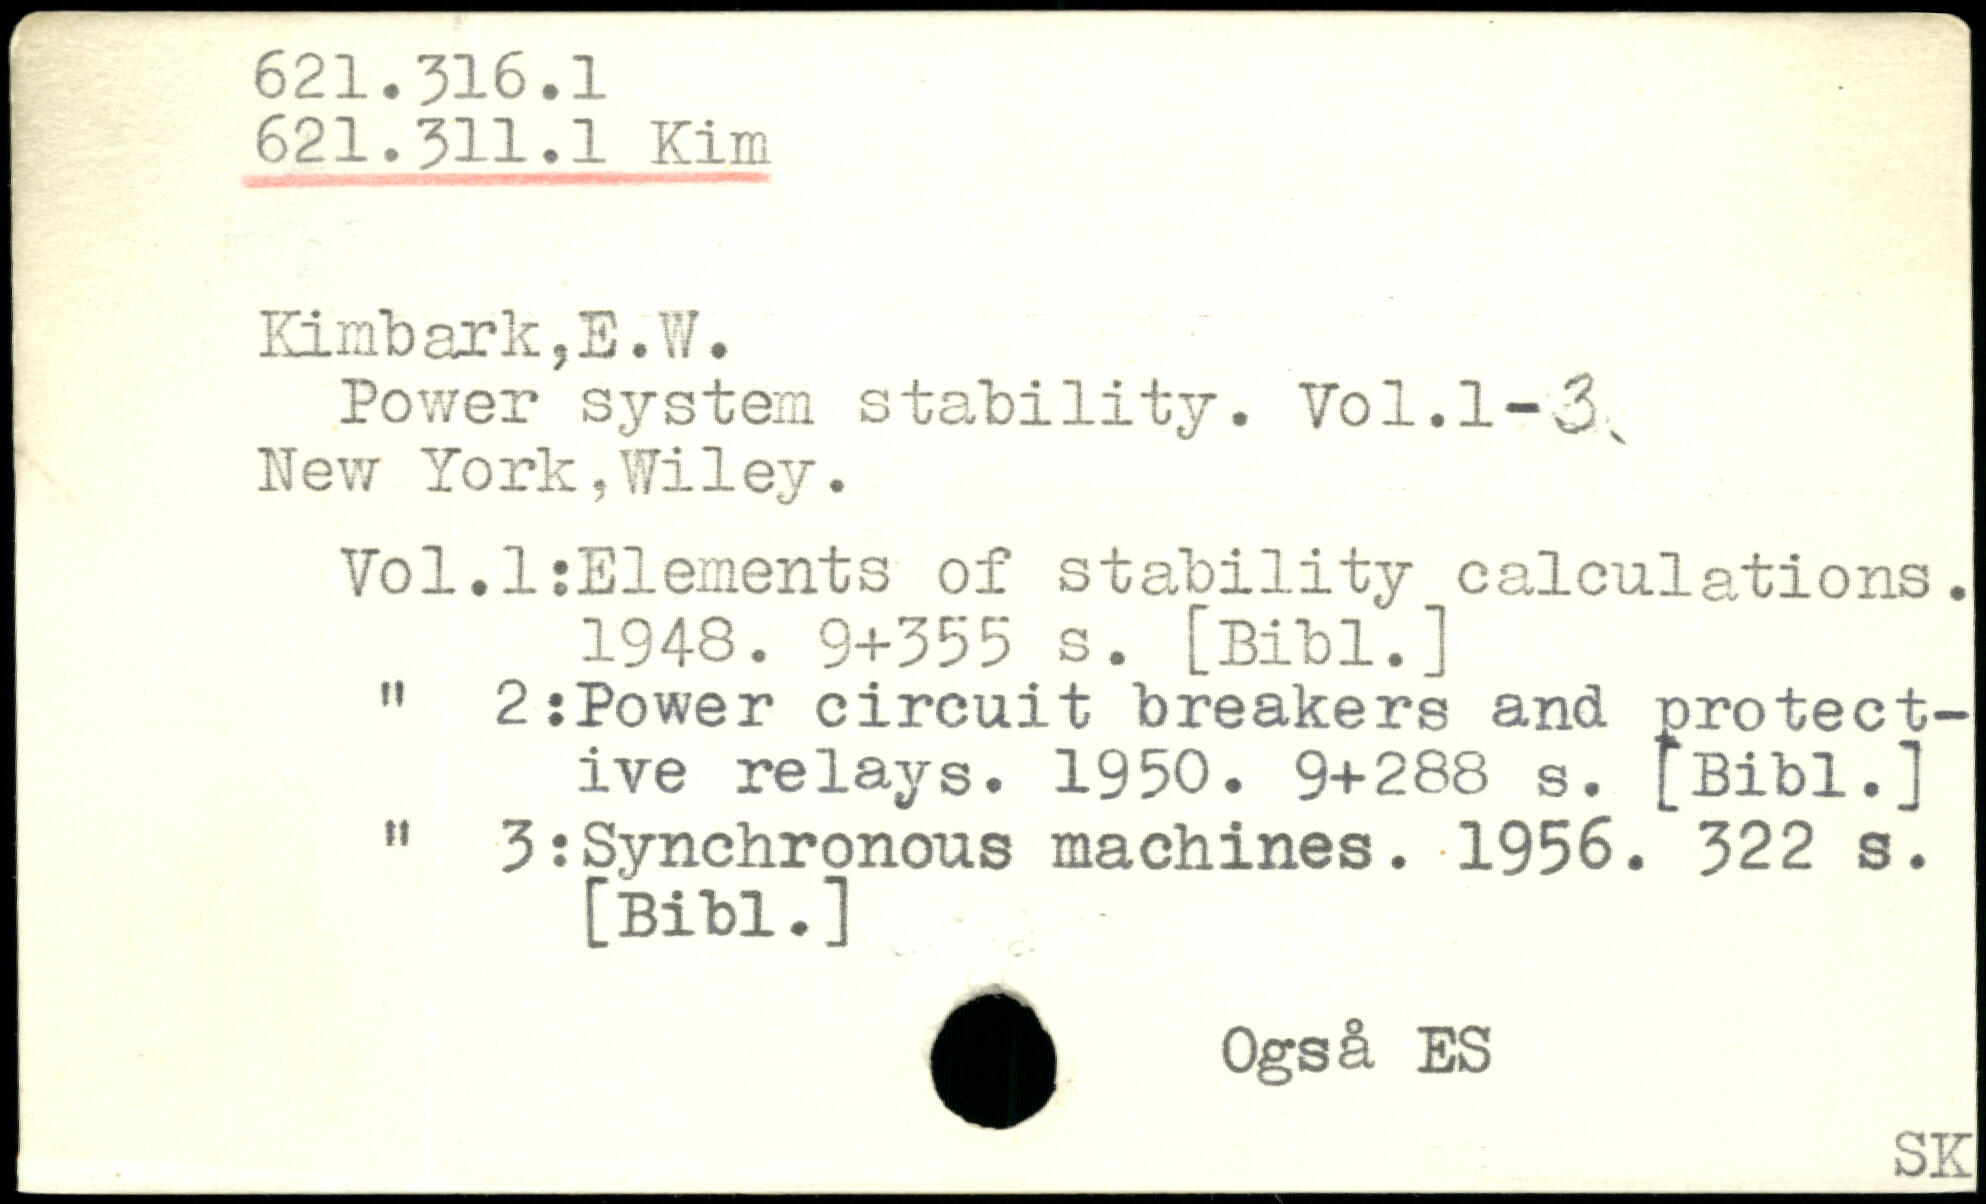 621.316.1
621.311.1 Kim
Kimbark,E.W.
Power system stability. Vol.1-3.
New York,Wiley.
Vol.1:Elements of stability calculations.
1948. 9+355 s. [Bibl.]
" 2:Power circuit breakers and protect-
ive relays. 1950. 9+288 s. [Bibl.]
" 3:Synchronous machines. 1956. 322 s.
[Bibl.]
Også ES
SK